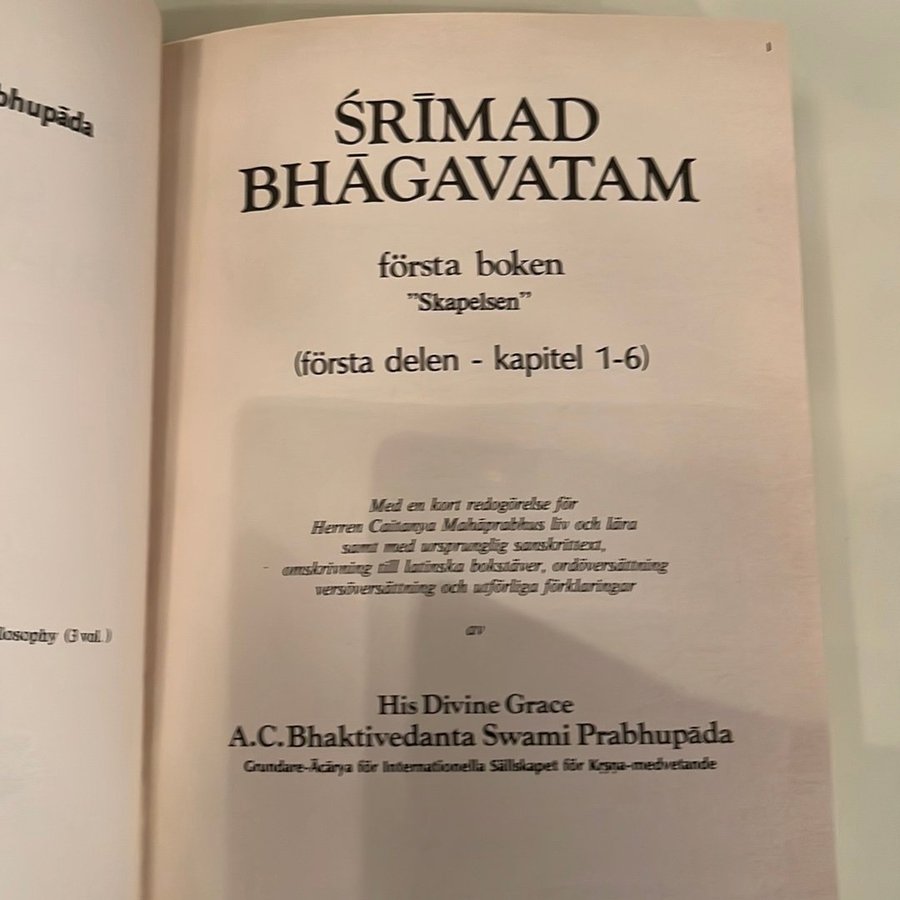 bhupāda
losophy (3 vol.)
ŚRĪMAD
BHĀGAVATAM
första boken
”Skapelsen”
(första delen - kapitel 1-6)
Med en kort redogörelse för
Herren Caitanya Mahāprabhus liv och lära
samt med ursprunglig sanskrittext,
omskrivning till latinska bokstäver, ordöversättning
versöversättning och utförliga förklaringar
av
His Divine Grace
A.C. Bhaktivedanta Swami Prabhupāda
Grundare-Ācārya för Internationella Sällskapet för Kṛṣṇa-medvetande